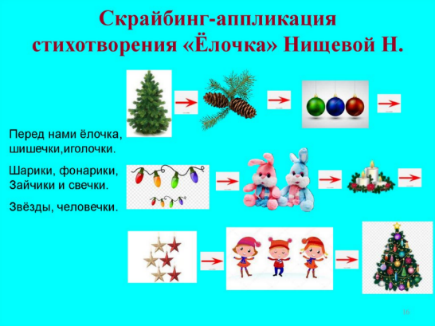 Скрайбинг-аппликация
стихотворения «Ёлочка» Нищевой Н.
Перед нами ёлочка,
шишечки,иголочки.
Шарики, фонарики,
Зайчики и свечки.
Звёзды, человечки.